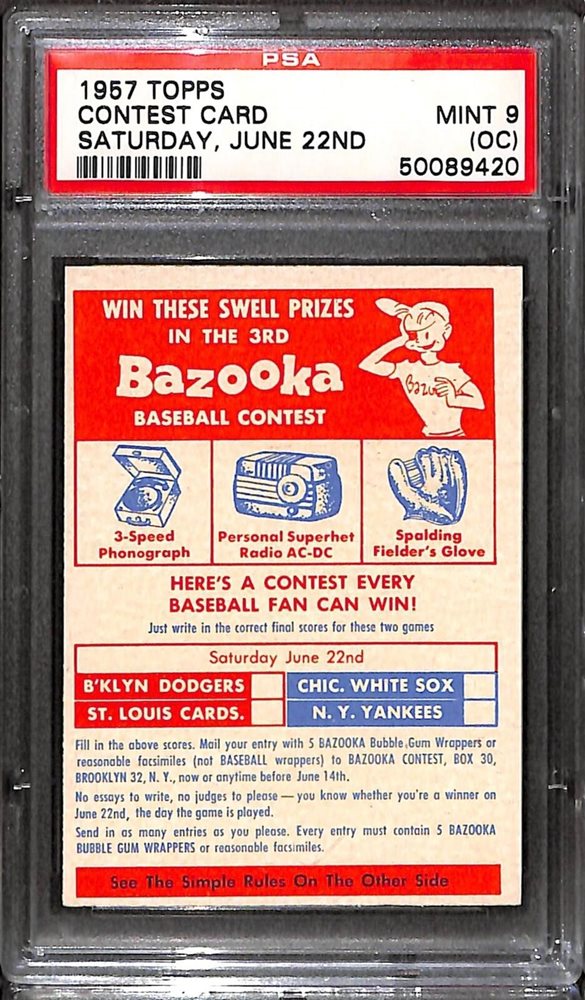 PSA
1957 TOPPS
CONTEST CARD MINT 9
SATURDAY, JUNE 22ND (OC)
50089420
WIN THESE SWELL PRIZES
IN THE 3RD
Bazooka
BASEBALL CONTEST
Bazoo
3-Speed
Phonograph
Personal Superhet
Radio AC-DC
Spalding
Fielder's Glove
HERE'S A CONTEST EVERY
BASEBALL FAN CAN WIN!
Just write in the correct final scores for these two games
Saturday June 22nd
B'KLYN DODGERS CHIC. WHITE SOX
ST. LOUIS CARDS. N. Y. YANKEES
Fill in the above scores. Mail your entry with 5 BAZOOKA Bubble Gum Wrappers or
reasonable facsimiles (not BASEBALL wrappers) to BAZOOKA CONTEST, BOX 30,
BROOKLYN 32, N. Y., now or anytime before June 14th.
No essays to write, no judges to please — you know whether you're a winner on
June 22nd, the day the game is played.
Send in as many entries as you please. Every entry must contain 5 BAZOOKA
BUBBLE GUM WRAPPERS or reasonable facsimiles.
See The Simple Rules On The Other Side